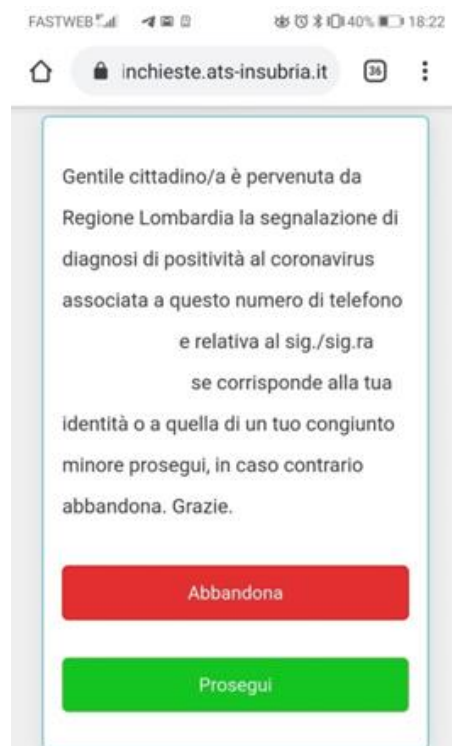 FASTWEB 40% 18:22
inchieste.ats-insubria.it 36
Gentile cittadino/a è pervenuta da
Regione Lombardia la segnalazione di
diagnosi di positività al coronavirus
associata a questo numero di telefono
e relativa al sig./sig.ra
se corrisponde alla tua
identità o a quella di un tuo congiunto
minore prosegui, in caso contrario
abbandona. Grazie.
Abbandona
Prosegui